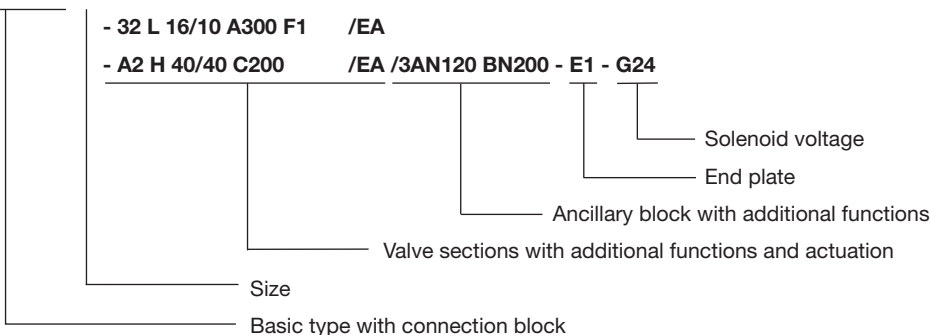 - 32 L 16/10 A300 F1 /EA
- A2 H 40/40 C200 /EA /3AN120 BN200 - E1 - G24
Solenoid voltage
End plate
Ancillary block with additional functions
Valve sections with additional functions and actuation
Size
Basic type with connection block